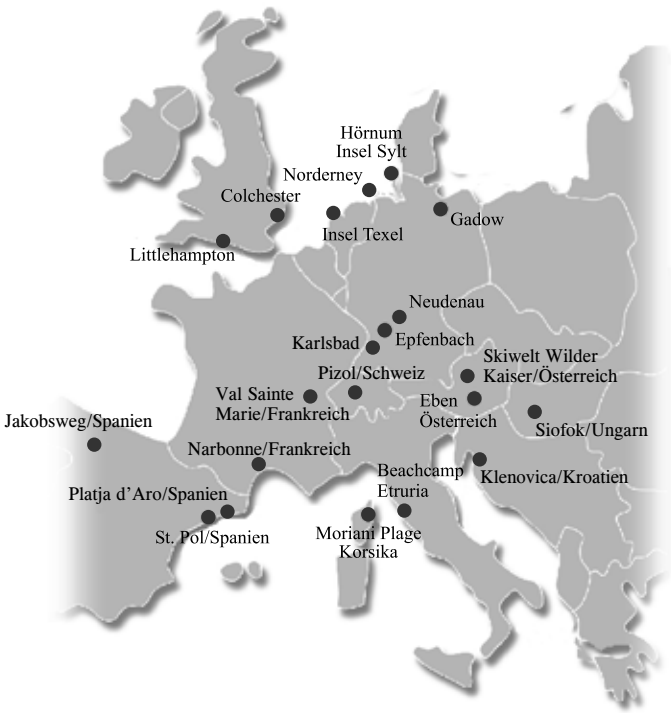 Hörnum
Insel Sylt
Norderney
Colchester
Insel Texel
Gadow
Littlehampton
Neudenau
Epfenbach
Karlsbad
Skiwelt Wilder
Kaiser/Österreich
Pizol/Schweiz
Val Sainte
Marie/Frankreich
Eben
Österreich
Jakobsweg/Spanien
Siofok/Ungarn
Narbonne/Frankreich
Beachcamp
Etruria
Klenovica/Kroatien
Platja d'Aro/Spanien
St. Pol/Spanien
Moriani Plage
Korsika